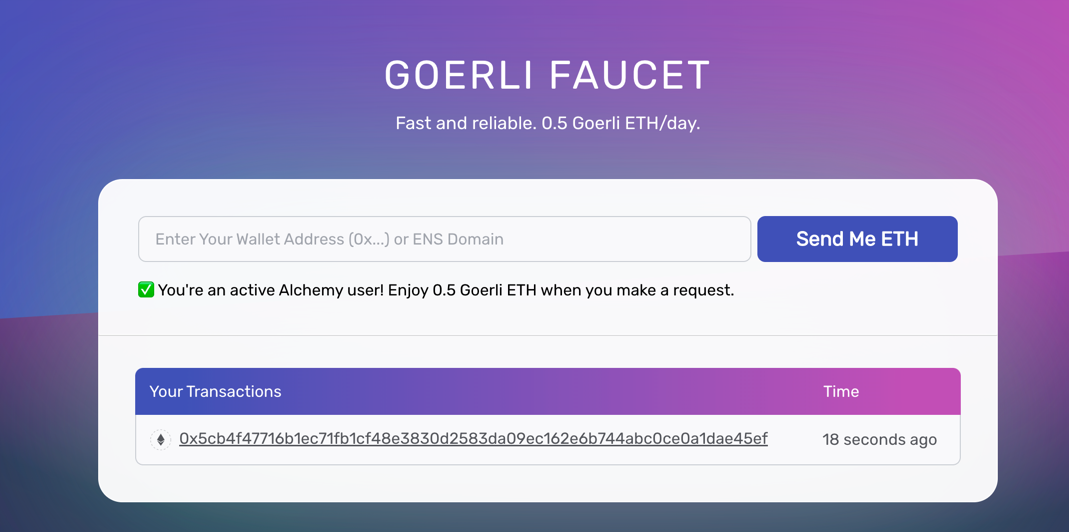 GOERLI FAUCET
Fast and reliable. 0.5 Goerli ETH/day.
Enter Your Wallet Address (0x...) or ENS Domain
Send Me ETH
✅ You're an active Alchemy user! Enjoy 0.5 Goerli ETH when you make a request.
Your Transactions Time
0x5cb4f47716b1ec71fb1cf48e3830d2583da09ec162e6b744abc0ce0a1dae45ef 18 seconds ago